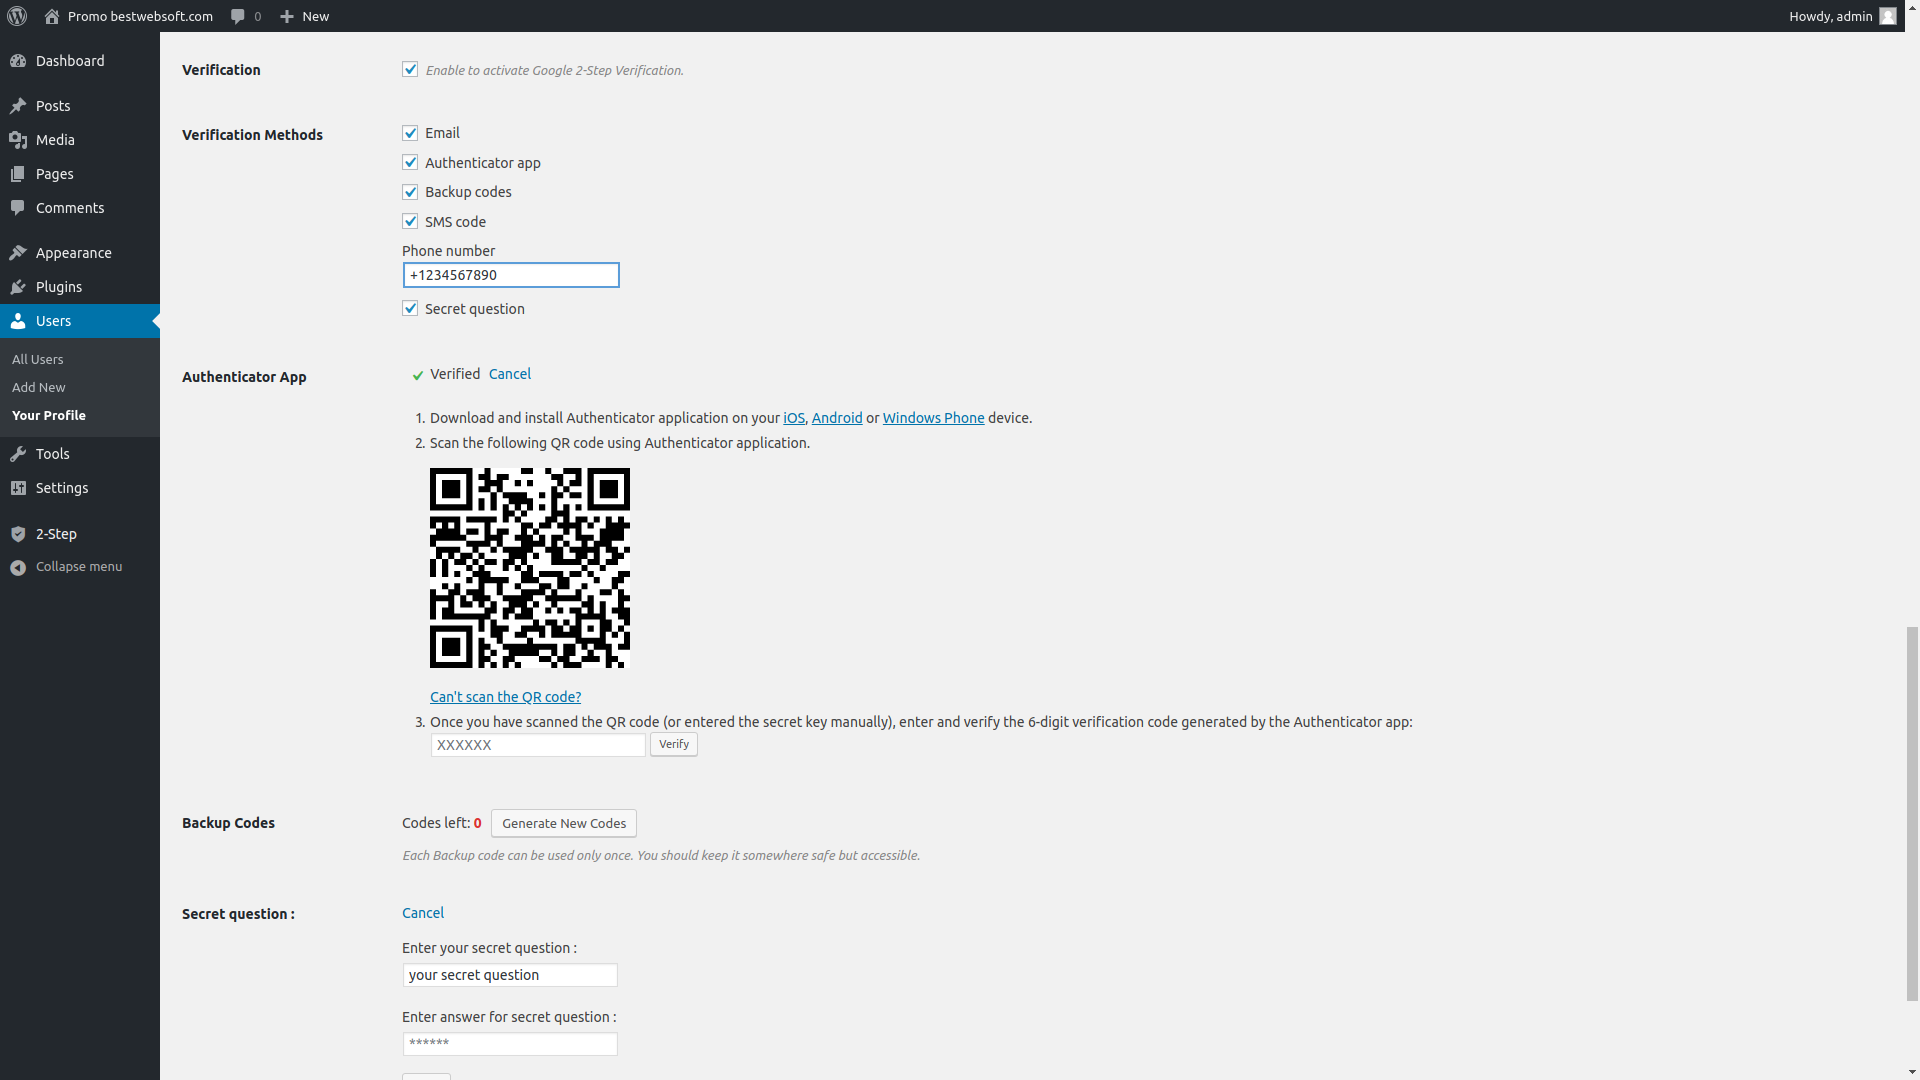 Promo bestwebsoft.com 0 New Howdy, admin
Dashboard
Posts
Media
Pages
Comments
Appearance
Plugins
Users
All Users
Add New
Your Profile
Tools
Settings
2-Step
Collapse menu
Verification
Enable to activate Google 2-Step Verification.
Verification Methods
Email
Authenticator app
Backup codes
SMS code
Phone number
+1234567890
Secret question
Authenticator App
Verified Cancel
1. Download and install Authenticator application on your iOS, Android or Windows Phone device.
2. Scan the following QR code using Authenticator application.
Can't scan the QR code?
3. Once you have scanned the QR code (or entered the secret key manually), enter and verify the 6-digit verification code generated by the Authenticator app:
XXXXXX Verify
Backup Codes
Codes left: 0 Generate New Codes
Each Backup code can be used only once. You should keep it somewhere safe but accessible.
Secret question :
Cancel
Enter your secret question :
your secret question
Enter answer for secret question :
******